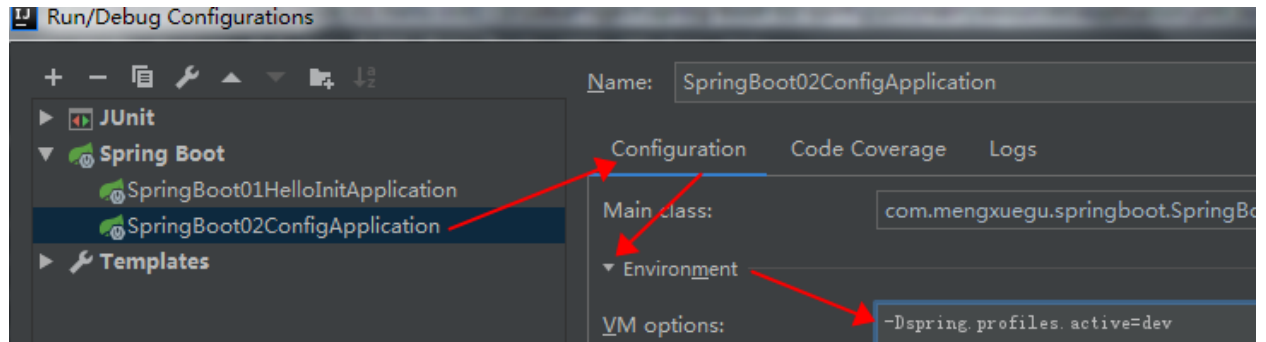 Run/Debug Configurations
Name: SpringBoot02ConfigApplication
JUnit
Spring Boot
SpringBoot01HelloInitApplication
SpringBoot02ConfigApplication
Templates
Configuration Code Coverage Logs
Main class: com.mengxuegu.springboot.SpringBo
Environment
VM options: -Dspring.profiles.active=dev